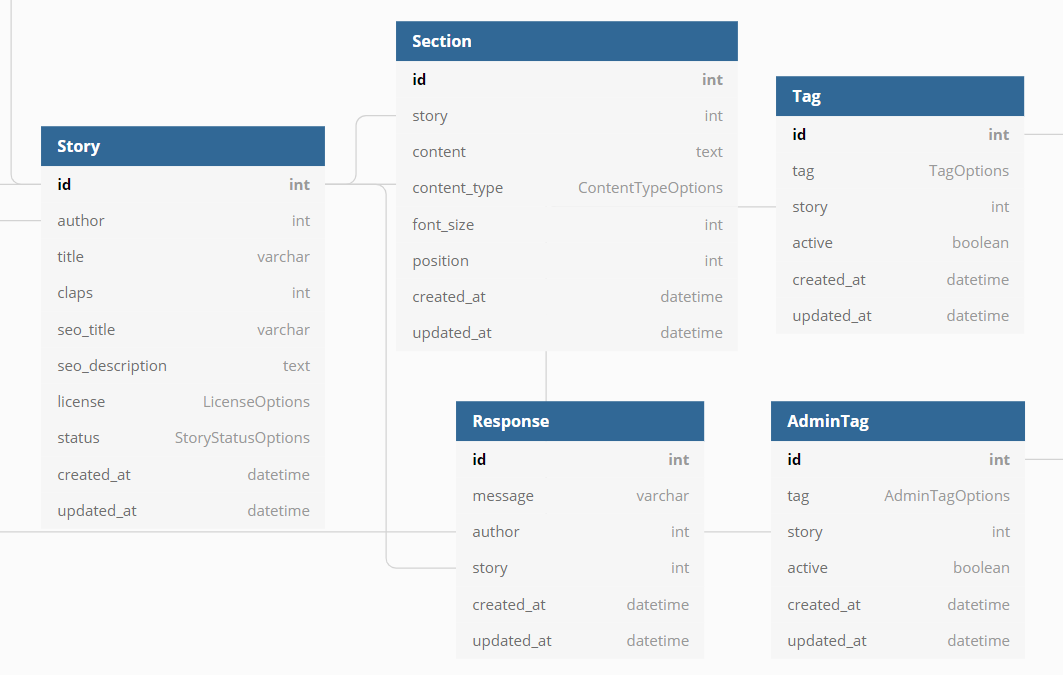 Story
id int
author int
title varchar
claps int
seo_title varchar
seo_description text
license LicenseOptions
status StoryStatusOptions
created_at datetime
updated_at datetime
Section
id int
story int
content text
content_type ContentTypeOptions
font_size int
position int
created_at datetime
updated_at datetime
Tag
id int
tag TagOptions
story int
active boolean
created_at datetime
updated_at datetime
Response
id int
message varchar
author int
story int
created_at datetime
updated_at datetime
AdminTag
id int
tag AdminTagOptions
story int
active boolean
created_at datetime
updated_at datetime